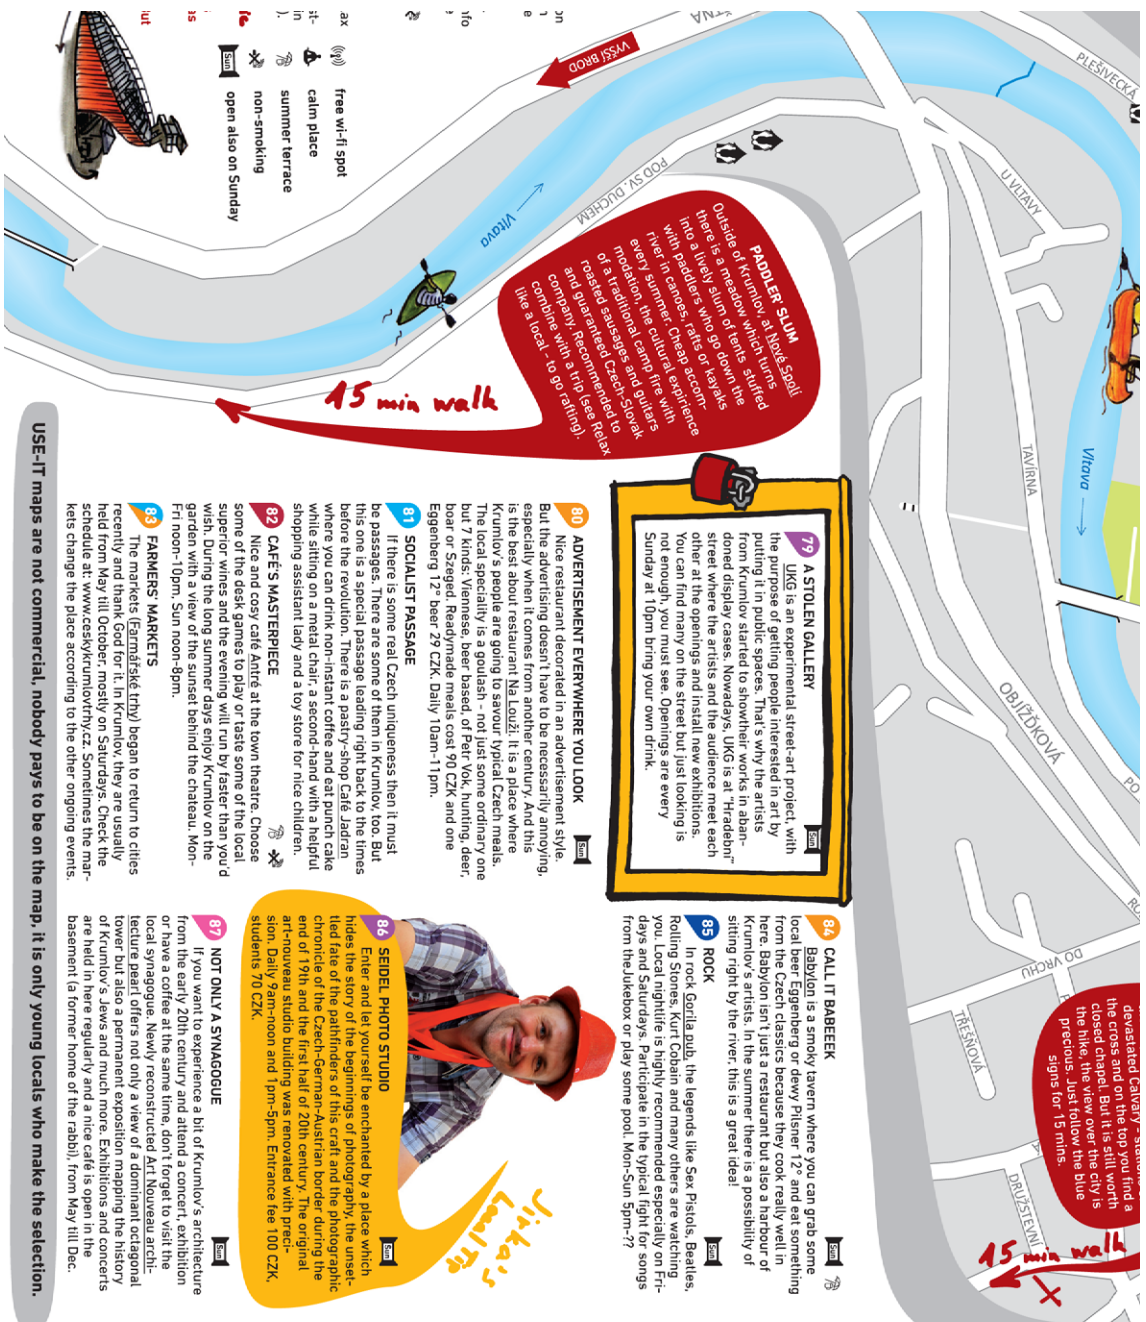 PLEŠIVECKÁ
U VLTAVY
Vltava
TAVÍRNA
OBJÍŽĎKOVÁ
DO VRCHU
TŘEŠŇOVÁ
DRUŽSTEVNÍ
devastated Calvary -
the cross and on the top you find a
closed chapel. But it is still worth
the hike, the view over the city is
precious. Just follow the blue
signs for 15 mins.
15 min walk
VYŠŠÍ BROD
POD SV. DUCHEM
Vltava
PADDLER' SLUM
Outside of Krumlov, at Nové Spolí
there is a meadow which turns
into a lively slum of tents stuffed
with paddlers who go down the
river in canoes, rafts or kayaks
every summer. Cheap accom-
modation, the cultural expirience
of a traditional camp fire with
roasted sausages and guitars
and guaranteed Czech-Slovak
company. Recommended to
combine with a trip (see Relax
like a local - to go rafting).
15 min walk
free wi-fi spot
calm place
summer terrace
non-smoking
Sun open also on Sunday
79 A STOLEN GALLERY
Sun
UKG is an experimental street-art project, with
the purpose of getting people interested in art by
putting it in public spaces. That's why the artists
from Krumlov started to showtheir works in aban-
doned display cases. Nowadays, UKG is at "Hradební"
street where the artists and the audience meet each
other at the openings and install new exhibitions.
You can find many on the street but just looking is
not enough, you must see. Openings are every
Sunday at 10pm bring your own drink.
80 ADVERTISEMENT EVERYWHERE YOU LOOK
Sun
Nice restaurant decorated in an advertisement style.
But the advertising doesn't have to be necessarily annoying,
especially when it comes from another century. And this
is the best about restaurant Na Louži. It is a place where
Krumlov's people are going to savour typical Czech meals.
The local speciality is a goulash - not just some ordinary one
but 7 kinds: Viennese, beer based, of Petr Vok, hunting, deer,
boar or Szeged. Readymade meals cost 90 CZK and one
Eggenberg 12° beer 29 CZK. Daily 10am-11pm.
81 SOCIALIST PASSAGE
If there is some real Czech uniqueness then it must
be passages. There are some of them in Krumlov, too. But
this one is a special passage leading right back to the times
before the revolution. There is a pastry-shop Café Jadran
where you can drink non-instant coffee and eat punch cake
while sitting on a metal chair, a second-hand with a helpful
shopping assistant lady and a toy store for nice children.
82 CAFÉ'S MASTERPIECE
Nice and cosy café Antré at the town theatre. Choose
some of the desk games to play or taste some of the local
superior wines and the evening will run by faster than you'd
wish. During the long summer days enjoy Krumlov on the
garden with a view of the sunset behind the chateau. Mon-
Fri noon-10pm. Sun noon-8pm.
83 FARMERS' MARKETS
The markets (Farmářské trhy) began to return to cities
recently and thank God for it. In Krumlov, they are usually
held from May till October, mostly on Saturdays. Check the
schedule at: www.ceskykrumlovtrhy.cz. Sometimes the mar-
kets change the place according to the other ongoing events.
84 CALL IT BABEEEK
Sun
Babylon is a smoky tavern where you can grab some
local beer Eggenberg or dewy Pilsner 12° and eat something
from the Czech classics because they cook really well in
here. Babylon isn't just a restaurant but also a harbour of
Krumlov's artists. In the summer there is a possibility of
sitting right by the river, this is a great idea!
85 ROCK
Sun
In rock Gorila pub, the legends like Sex Pistols, Beatles,
Rolling Stones, Kurt Cobain and many others are watching
you. Local nightlife is highly recommended especially on Fri-
days and Saturdays. Participate in the typical fight for songs
from the Jukebox or play some pool. Mon-Sun 5pm-??
Jirka's
Local Tip
86 SEIDEL PHOTO STUDIO
Sun
Enter and let yourself be enchanted by a place which
hides the story of the beginnings of photography, the unset-
tled fate of the pathfinders of this craft and the photographic
chronicle of the Czech-German-Austrian border during the
end of 19th and the first half of 20th century. The original
art-nouveau studio building was renovated with preci-
sion. Daily 9am-noon and 1pm-5pm. Entrance fee 100 CZK,
students 70 CZK.
87 NOT ONLY A SYNAGOGUE
Sun
If you want to experience a bit of Krumlov's architecture
from the early 20th century and attend a concert, exhibition
or have a coffee at the same time, don't forget to visit the
local synagogue. Newly reconstructed Art Nouveau archi-
tecture pearl offers not only a view of a dominant octagonal
tower but also a permanent exposition mapping the history
of Krumlov's Jews and much more. Exhibitions and concerts
are held in here regularly and a nice café is open in the
basement (a former home of the rabbi), from May till Dec.
USE-IT maps are not commercial, nobody pays to be on the map, it is only young locals who make the selection.